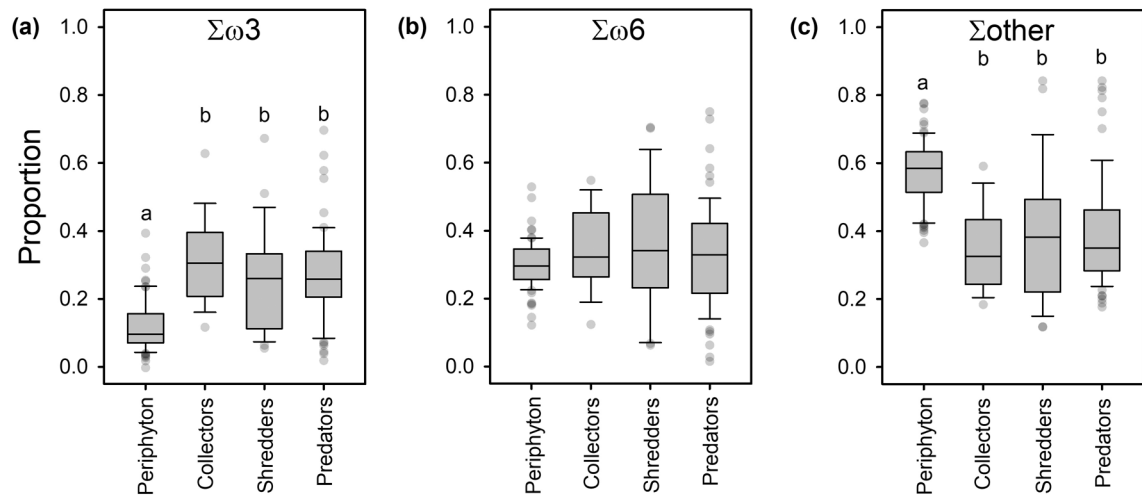 (a)
Σω3
1.0
0.8
0.6
0.4
0.2
0.0
Proportion
a
b
b
b
Periphyton
Collectors
Shredders
Predators
(b)
Σω6
1.0
0.8
0.6
0.4
0.2
0.0
Periphyton
Collectors
Shredders
Predators
(c)
Σother
1.0
0.8
0.6
0.4
0.2
0.0
a
b
b
b
Periphyton
Collectors
Shredders
Predators